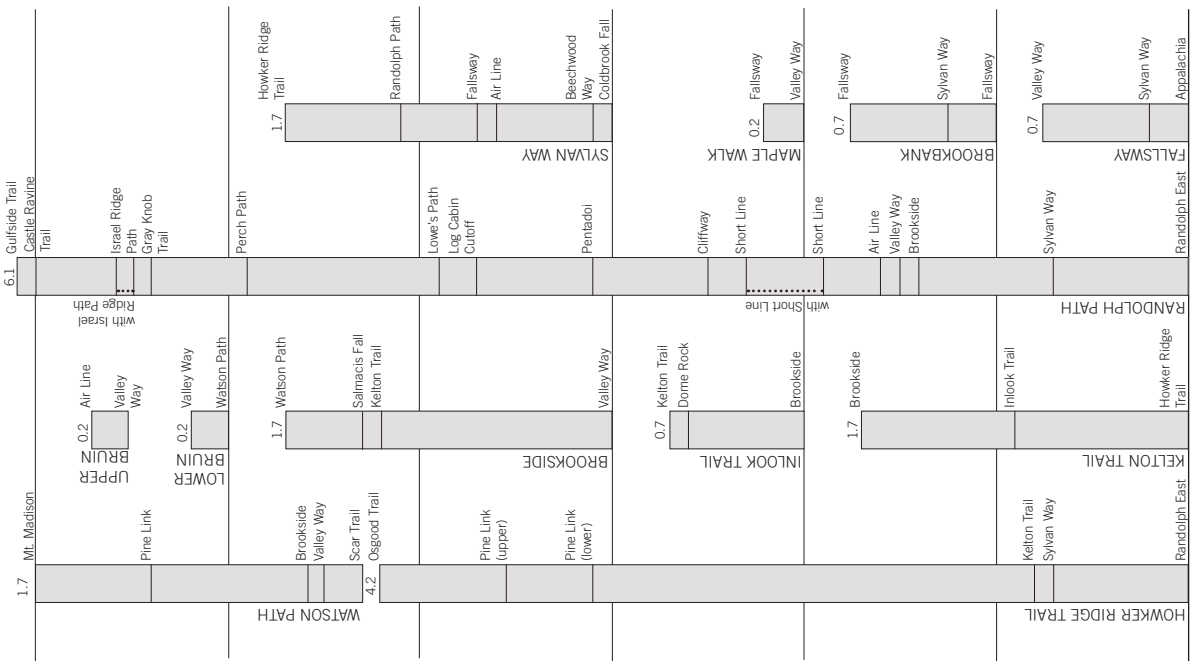 Howker Ridge
Trail
Randolph Path
Fallsway
Air Line
Beechwood
Way
Coldbrook Fall
1.7
SYLVAN WAY
Fallsway
Valley Way
0.2
MAPLE WALK
Fallsway
Sylvan Way
Fallsway
0.7
BROOKBANK
Valley Way
Sylvan Way
Appalachia
0.7
FALLSWAY
Gulfside Trail
Castle Ravine
Trail
Israel Ridge
Path
Gray Knob
Trail
Perch Path
Lowe's Path
Log Cabin
Cutoff
Pentadoi
Cliffway
Short Line
Short Line
Air Line
Valley Way
Brookside
Sylvan Way
Randolph East
6.1
with Israel
Ridge Path
with Short Line
RANDOLPH PATH
Air Line
Valley
Way
0.2
UPPER
BRUIN
Valley Way
Watson Path
0.2
LOWER
BRUIN
Watson Path
Salmacis Fall
Kelton Trail
Valley Way
1.7
BROOKSIDE
Kelton Trail
Dome Rock
Brookside
0.7
INLOOK TRAIL
Brookside
Inlook Trail
Howker Ridge
Trail
1.7
KELTON TRAIL
Mt. Madison
Pine Link
Brookside
Valley Way
Scar Trail
1.7
WATSON PATH
Osgood Trail
Pine Link
(upper)
Pine Link
(lower)
Kelton Trail
Sylvan Way
Randolph East
4.2
HOWKER RIDGE TRAIL